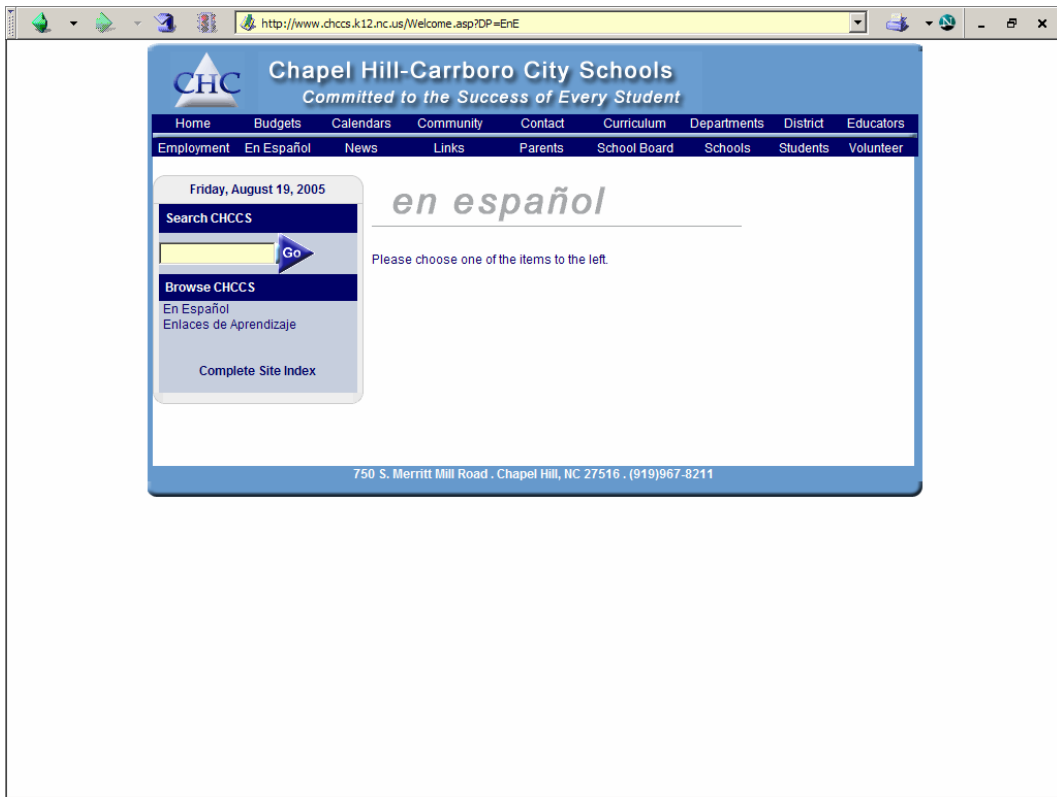 http://www.chccs.k12.nc.us/Welcome.asp?DP=EnE
CHC
Chapel Hill-Carrboro City Schools
Committed to the Success of Every Student
Home Budgets Calendars Community Contact Curriculum Departments District Educators
Employment En Español News Links Parents School Board Schools Students Volunteer
Friday, August 19, 2005
en español
Search CHCCS
Go
Please choose one of the items to the left.
Browse CHCCS
En Español
Enlaces de Aprendizaje
Complete Site Index
750 S. Merritt Mill Road . Chapel Hill, NC 27516 . (919)967-8211